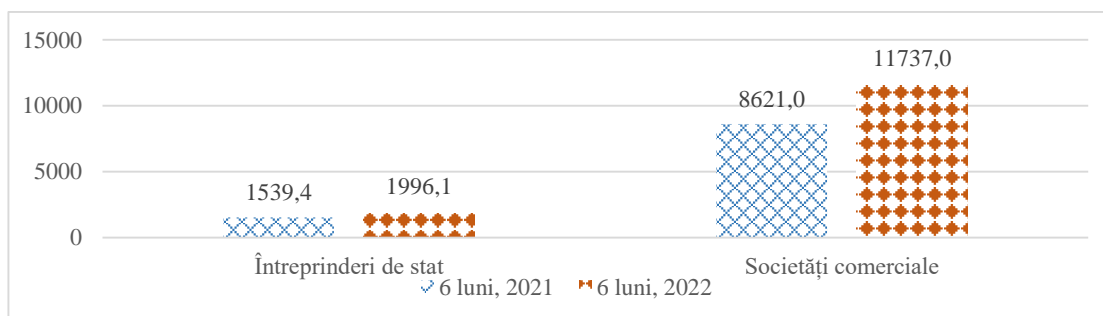 15000
11737,0
8621,0
10000
5000
1539,4
1996,1
0
Întreprinderi de stat
Societăți comerciale
6 luni, 2021
6 luni, 2022